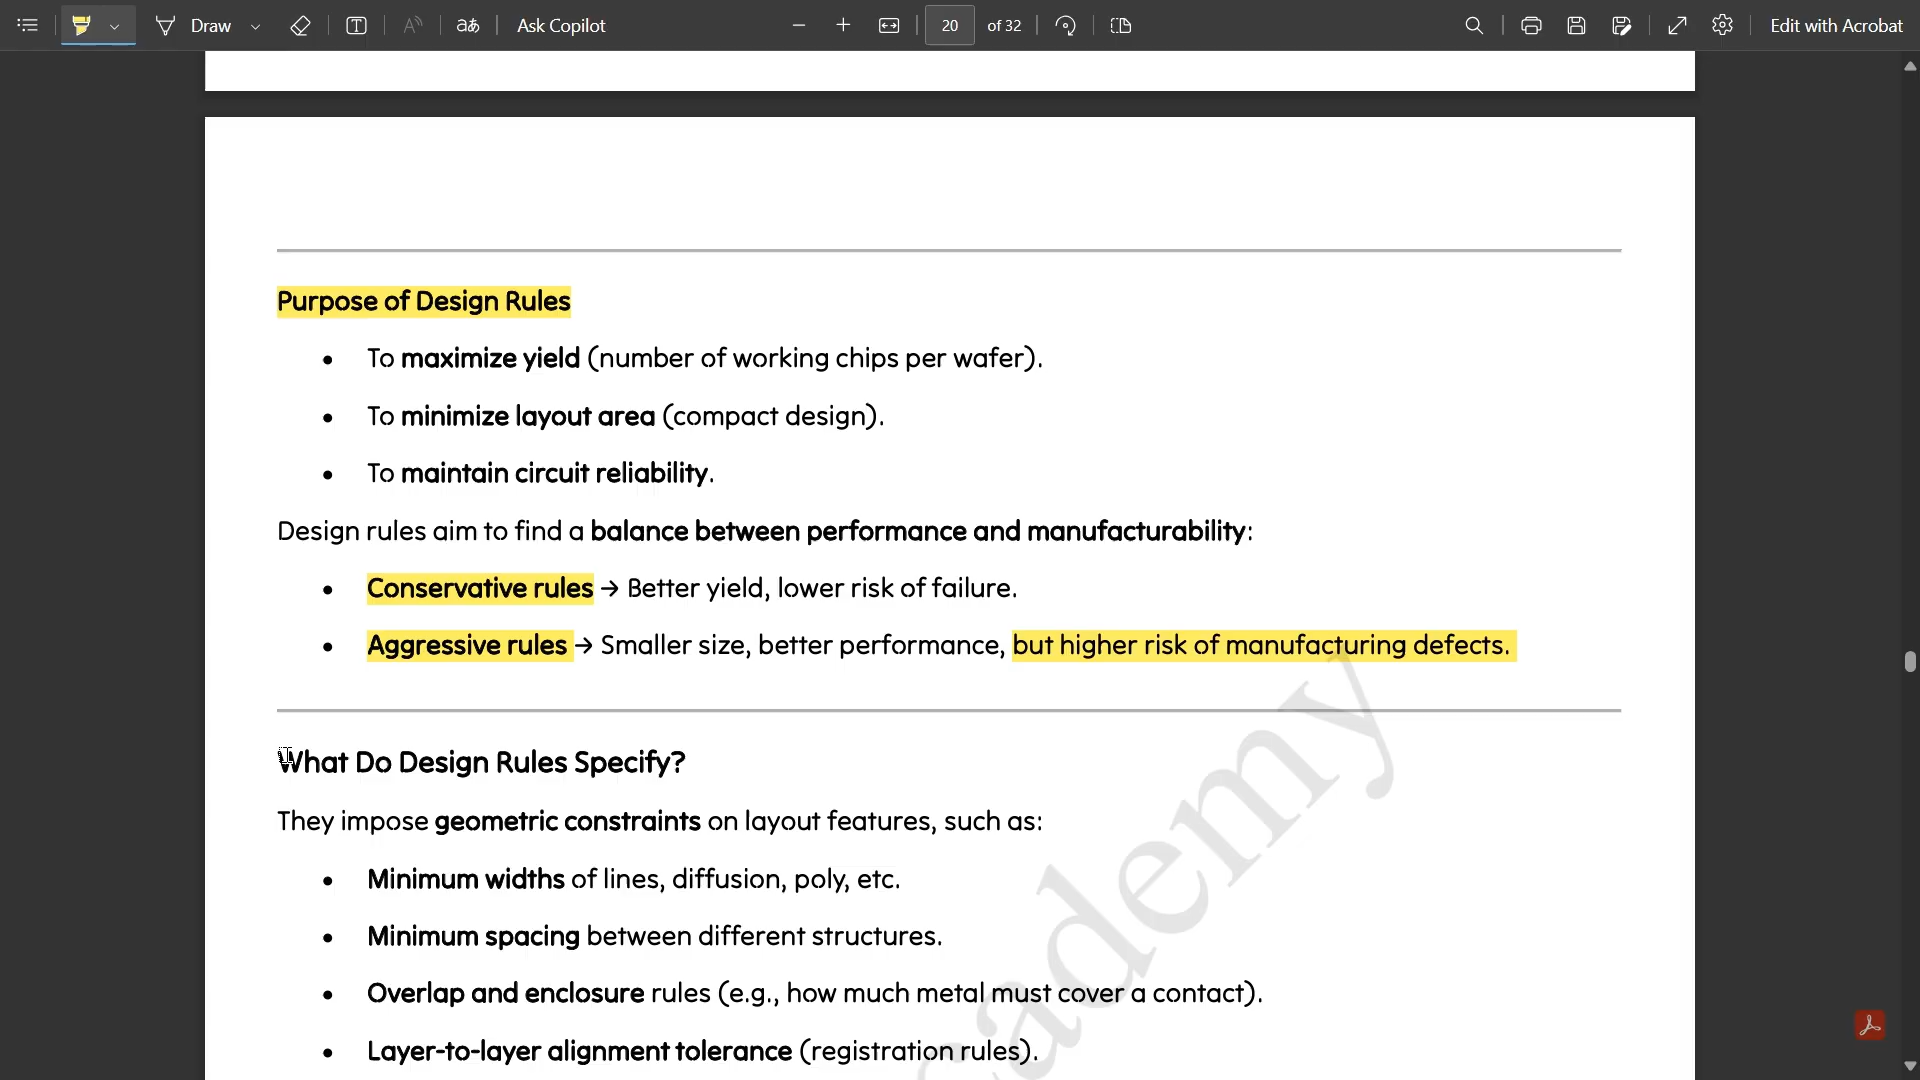 Draw
T
A
aあ
Ask Copilot
20 of 32
Edit with Acrobat
Purpose of Design Rules
• To maximize yield (number of working chips per wafer).
• To minimize layout area (compact design).
• To maintain circuit reliability.
Design rules aim to find a balance between performance and manufacturability:
• Conservative rules → Better yield, lower risk of failure.
• Aggressive rules → Smaller size, better performance, but higher risk of manufacturing defects.
What Do Design Rules Specify?
They impose geometric constraints on layout features, such as:
• Minimum widths of lines, diffusion, poly, etc.
• Minimum spacing between different structures.
• Overlap and enclosure rules (e.g., how much metal must cover a contact).
• Layer-to-layer alignment tolerance (registration rules).
cademy